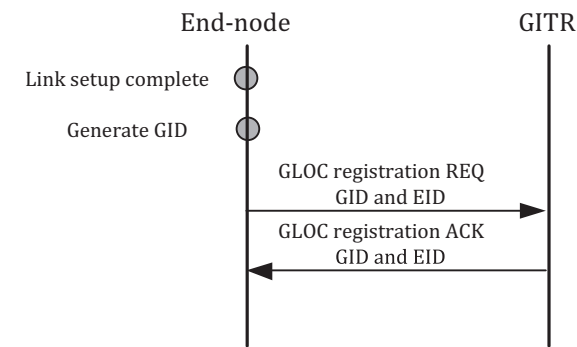 End-node
GITR
Link setup complete
Generate GID
GLOC registration REQ
GID and EID
GLOC registration ACK
GID and EID